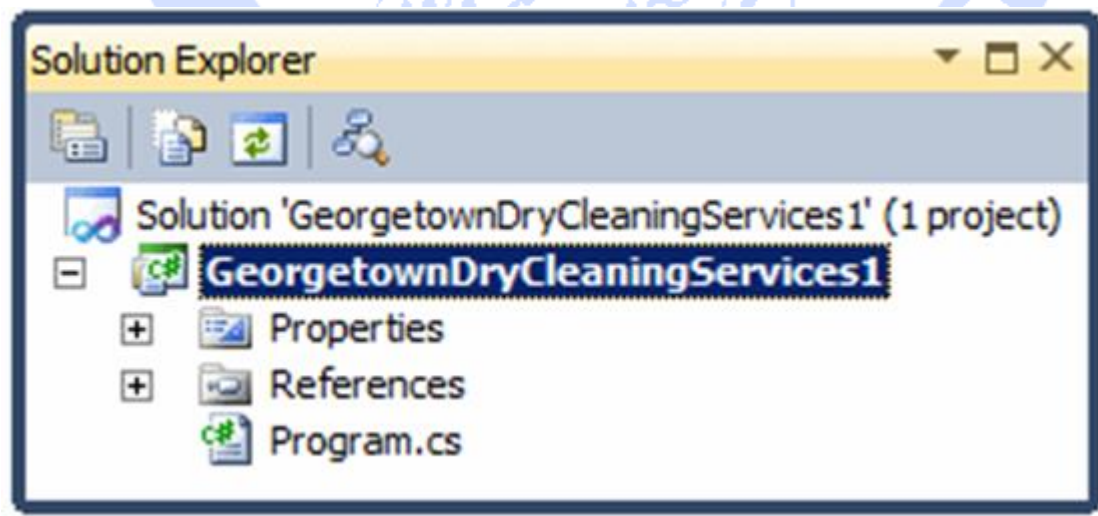 Solution Explorer
Solution 'GeorgetownDryCleaningServices1' (1 project)
GeorgetownDryCleaningServices1
Properties
References
Program.cs